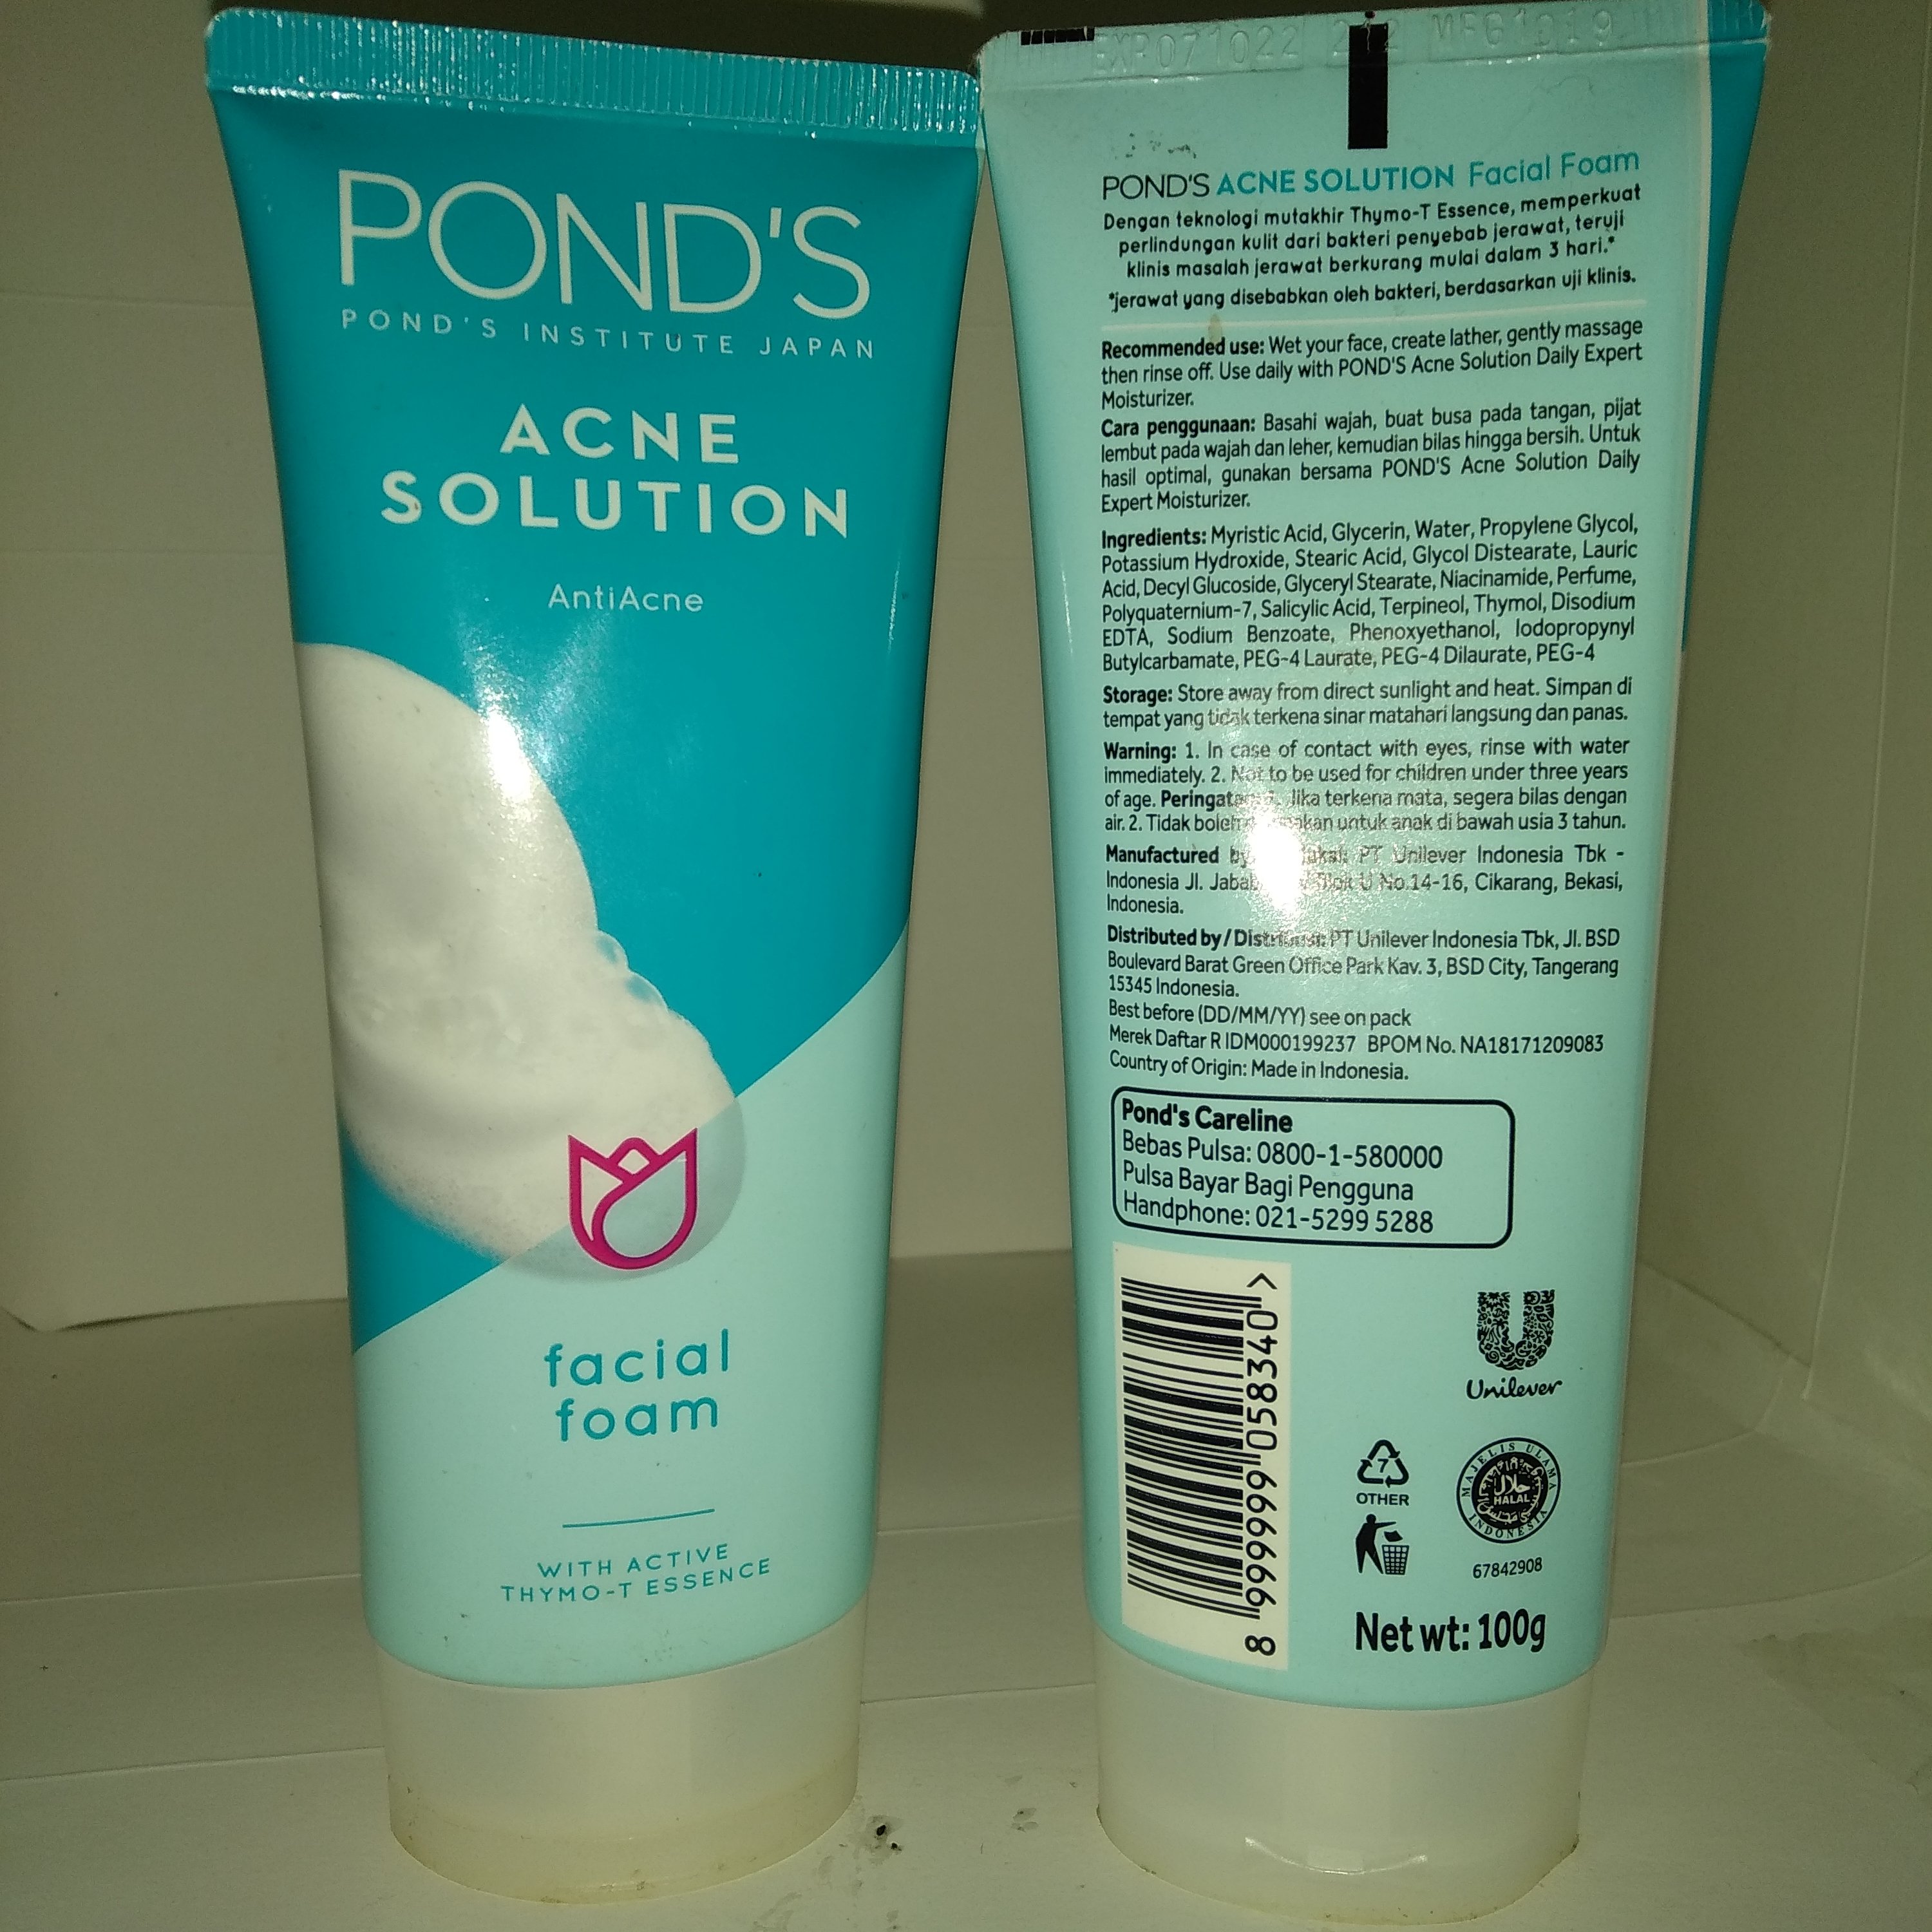 POND'S
POND'S INSTITUTE JAPAN
ACNE
SOLUTION
AntiAcne
facial
foam
WITH ACTIVE
THYMO-T ESSENCE
EXP071022 MFG1019
POND'S ACNE SOLUTION Facial Foam
Dengan teknologi mutakhir Thymo-T Essence, memperkuat
perlindungan kulit dari bakteri penyebab jerawat, teruji
klinis masalah jerawat berkurang mulai dalam 3 hari.*
*jerawat yang disebabkan oleh bakteri, berdasarkan uji klinis.
Recommended use: Wet your face, create lather, gently massage
then rinse off. Use daily with POND'S Acne Solution Daily Expert
Moisturizer.
Cara penggunaan: Basahi wajah, buat busa pada tangan, pijat
lembut pada wajah dan leher, kemudian bilas hingga bersih. Untuk
hasil optimal, gunakan bersama POND'S Acne Solution Daily
Expert Moisturizer.
Ingredients: Myristic Acid, Glycerin, Water, Propylene Glycol,
Potassium Hydroxide, Stearic Acid, Glycol Distearate, Lauric
Acid, Decyl Glucoside, Glyceryl Stearate, Niacinamide, Perfume,
Polyquaternium-7, Salicylic Acid, Terpineol, Thymol, Disodium
EDTA, Sodium Benzoate, Phenoxyethanol, Iodopropynyl
Butylcarbamate, PEG-4 Laurate, PEG-4 Dilaurate, PEG-4
Storage: Store away from direct sunlight and heat. Simpan di
tempat yang tidak terkena sinar matahari langsung dan panas.
Warning: 1. In case of contact with eyes, rinse with water
immediately. 2. Not to be used for children under three years
of age. Jika terkena mata, segera bilas dengan
air. 2. Tidak boleh untuk anak di bawah usia 3 tahun.
Manufactured by PT Unilever Indonesia Tbk -
Indonesia Jl. U No.14-16, Cikarang, Bekasi,
Indonesia.
Distributed by / PT Unilever Indonesia Tbk, Jl. BSD
Boulevard Barat Green Office Park Kav. 3, BSD City, Tangerang
15345 Indonesia.
Best before (DD/MM/YY) see on pack
Merek Daftar R IDM000199237 BPOM No. NA18171209083
Country of Origin: Made in Indonesia.
Pond's Careline
Bebas Pulsa: 0800-1-580000
Pulsa Bayar Bagi Pengguna
Handphone: 021-5299 5288
8 999999 058340 >
Unilever
7
OTHER
MAJELIS ULAMA
حلال
HALAL
INDONESIA
67842908
Net wt: 100g